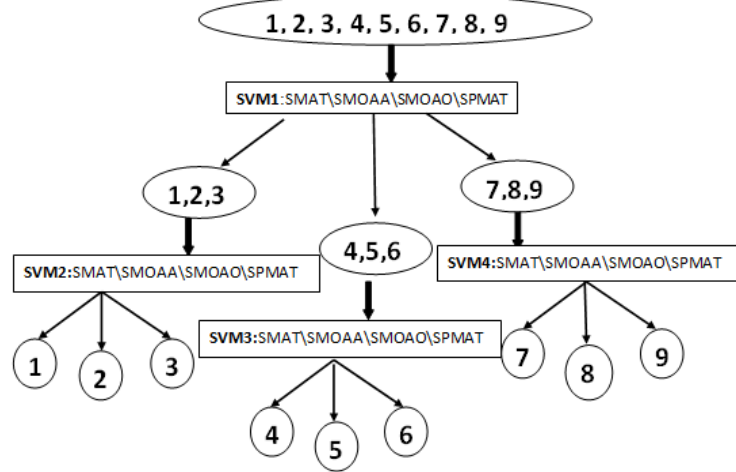 1, 2, 3, 4, 5, 6, 7, 8, 9
SVM1:SMAT\SMOAA\SMOAO\SPMAT
1,2,3
7,8,9
4,5,6
SVM2:SMAT\SMOAA\SMOAO\SPMAT
SVM4:SMAT\SMOAA\SMOAO\SPMAT
SVM3:SMAT\SMOAA\SMOAO\SPMAT
1
2
3
7
8
9
4
5
6